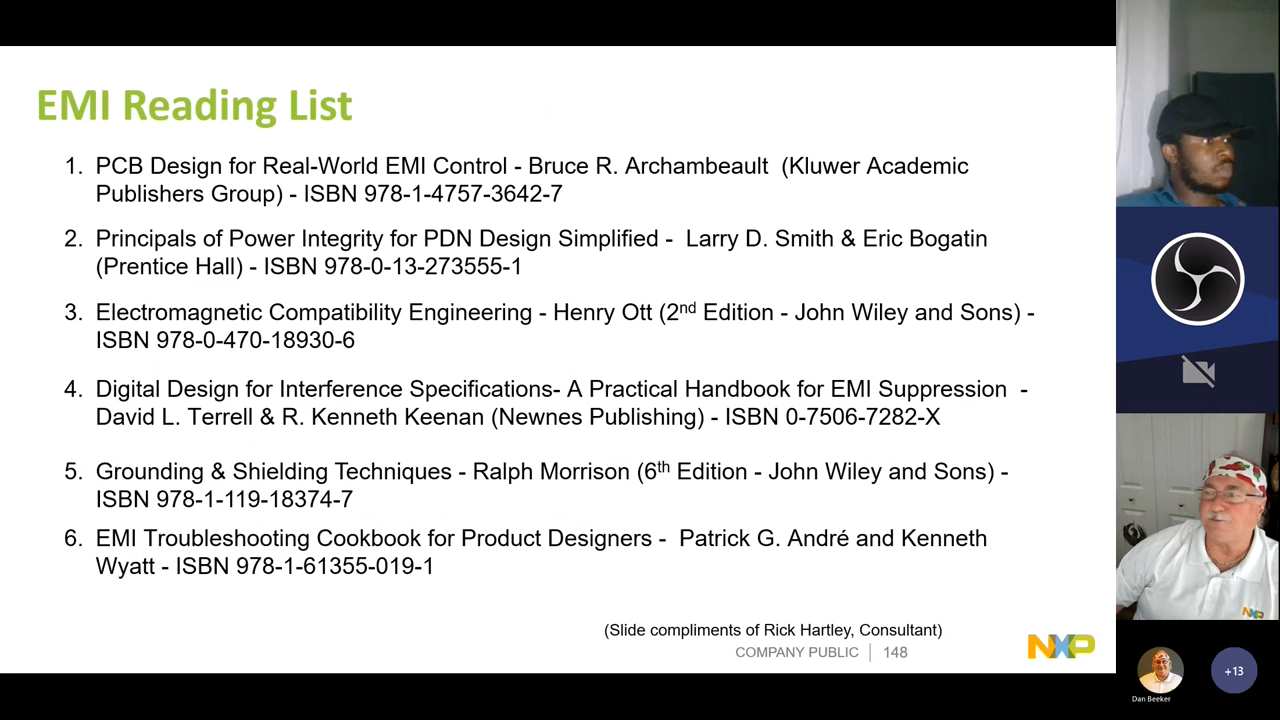 EMI Reading List
1. PCB Design for Real-World EMI Control - Bruce R. Archambeault (Kluwer Academic
Publishers Group) - ISBN 978-1-4757-3642-7
2. Principals of Power Integrity for PDN Design Simplified - Larry D. Smith & Eric Bogatin
(Prentice Hall) - ISBN 978-0-13-273555-1
3. Electromagnetic Compatibility Engineering - Henry Ott (2nd Edition - John Wiley and Sons) -
ISBN 978-0-470-18930-6
4. Digital Design for Interference Specifications- A Practical Handbook for EMI Suppression -
David L. Terrell & R. Kenneth Keenan (Newnes Publishing) - ISBN 0-7506-7282-X
5. Grounding & Shielding Techniques - Ralph Morrison (6th Edition - John Wiley and Sons) -
ISBN 978-1-119-18374-7
6. EMI Troubleshooting Cookbook for Product Designers - Patrick G. André and Kenneth
Wyatt - ISBN 978-1-61355-019-1
(Slide compliments of Rick Hartley, Consultant)
COMPANY PUBLIC | 148
NXP
NXP
Dan Beeker
+13